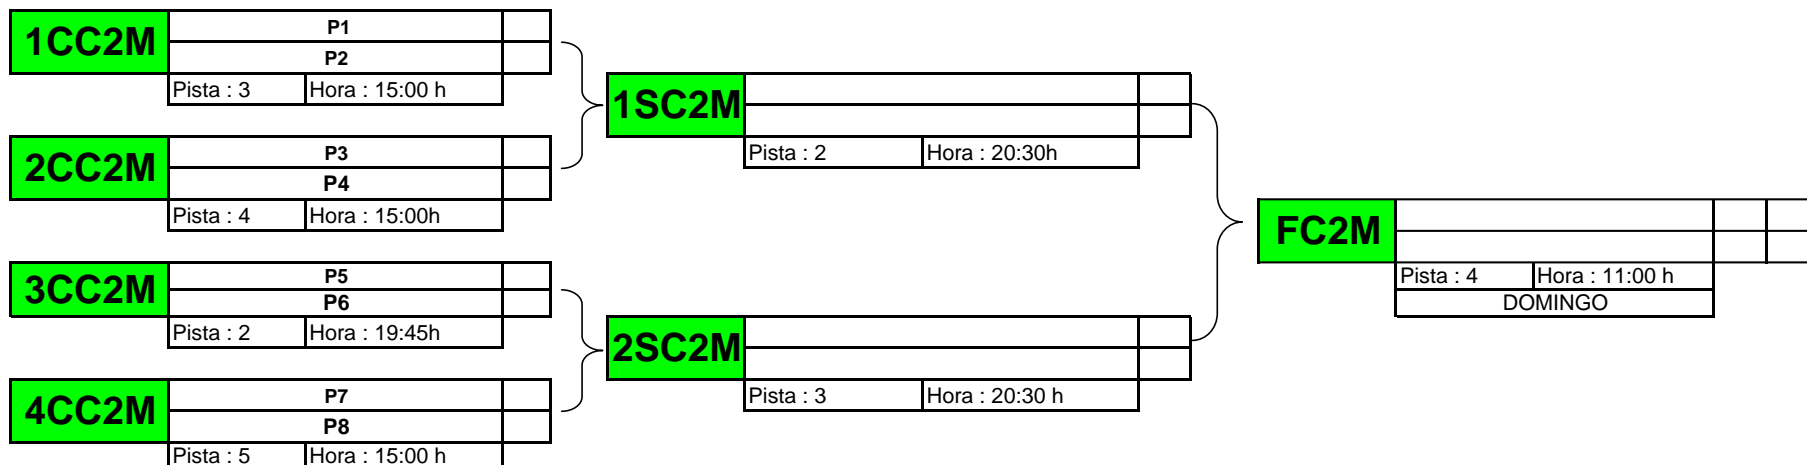 1CC2M
P1
P2
Pista : 3 Hora : 15:00 h
2CC2M
P3
P4
Pista : 4 Hora : 15:00h
3CC2M
P5
P6
Pista : 2 Hora : 19:45h
4CC2M
P7
P8
Pista : 5 Hora : 15:00 h
1SC2M
Pista : 2 Hora : 20:30h
2SC2M
Pista : 3 Hora : 20:30 h
FC2M
Pista : 4 Hora : 11:00 h
DOMINGO